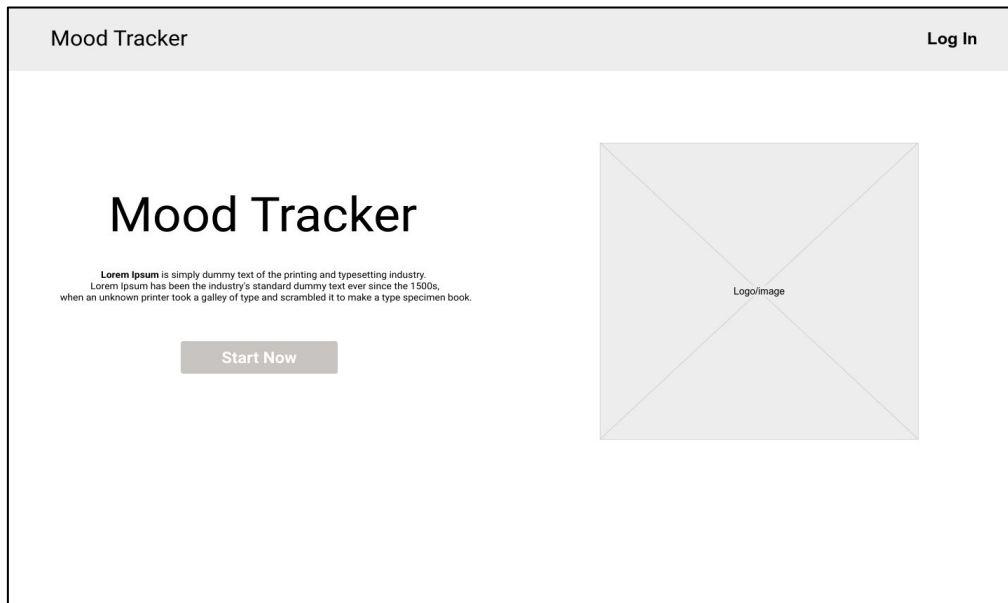 Mood Tracker
Log In
Mood Tracker
Lorem Ipsum is simply dummy text of the printing and typesetting industry.
Lorem Ipsum has been the industry's standard dummy text ever since the 1500s,
when an unknown printer took a galley of type and scrambled it to make a type specimen book.
Start Now
Logo/image